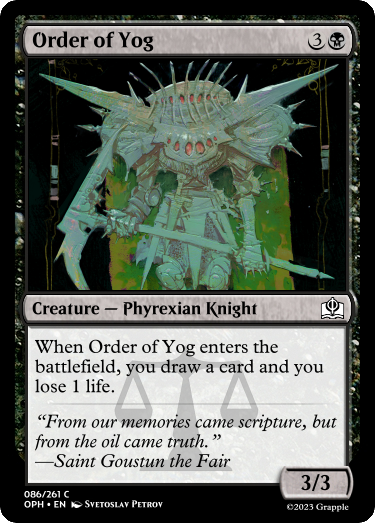 Order of Yog 3
Creature — Phyrexian Knight
When Order of Yog enters the
battlefield, you draw a card and you
lose 1 life.
“From our memories came scripture, but
from the oil came truth.”
—Saint Goustun the Fair
3/3
086/261 C
OPH • EN Svetoslav Petrov
©2023 Grapple